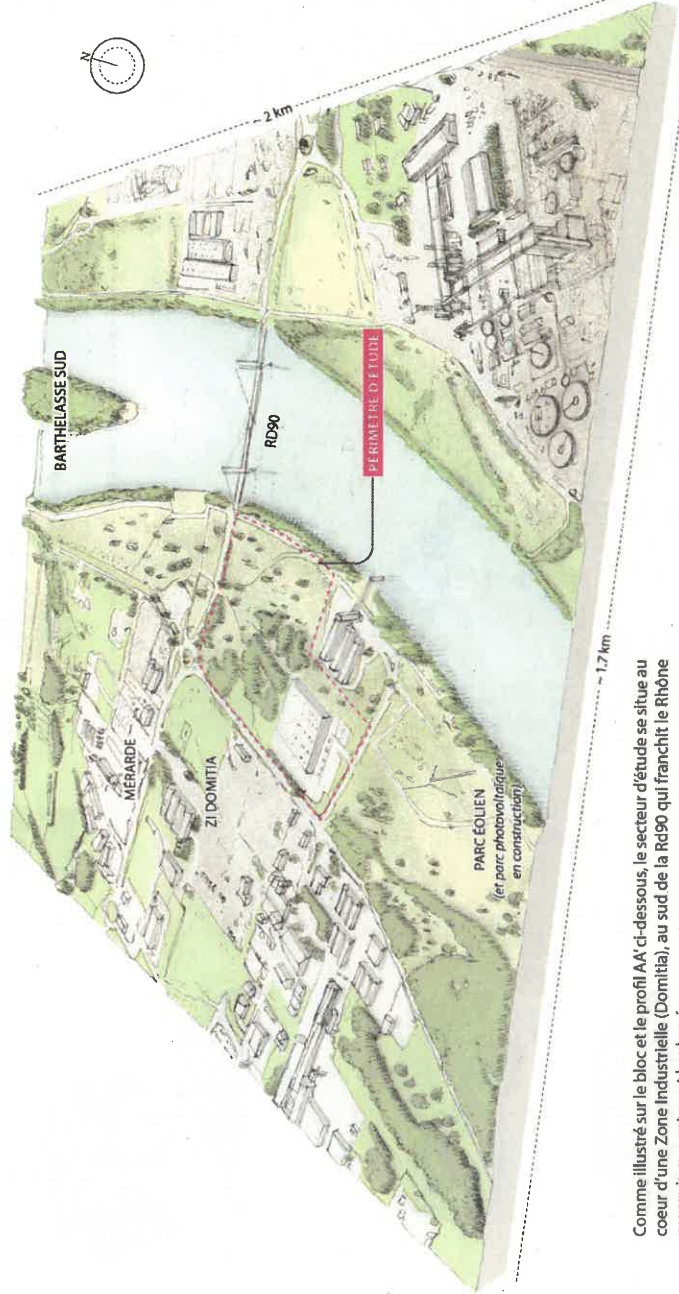 N
~ 2 km
BARTHELASSE SUD
RD90
PÉRIMÈTRE D'ÉTUDE
MÉRARDE
ZI DOMITIA
PARC ÉOLIEN
(et parc photovoltaïque
en construction)
~ 1.7 km
Comme illustré sur le bloc et le profil AA' ci-dessous, le secteur d'étude se situe au
coeur d'une Zone Industrielle (Domitia), au sud de la Rd90 qui franchit le Rhône